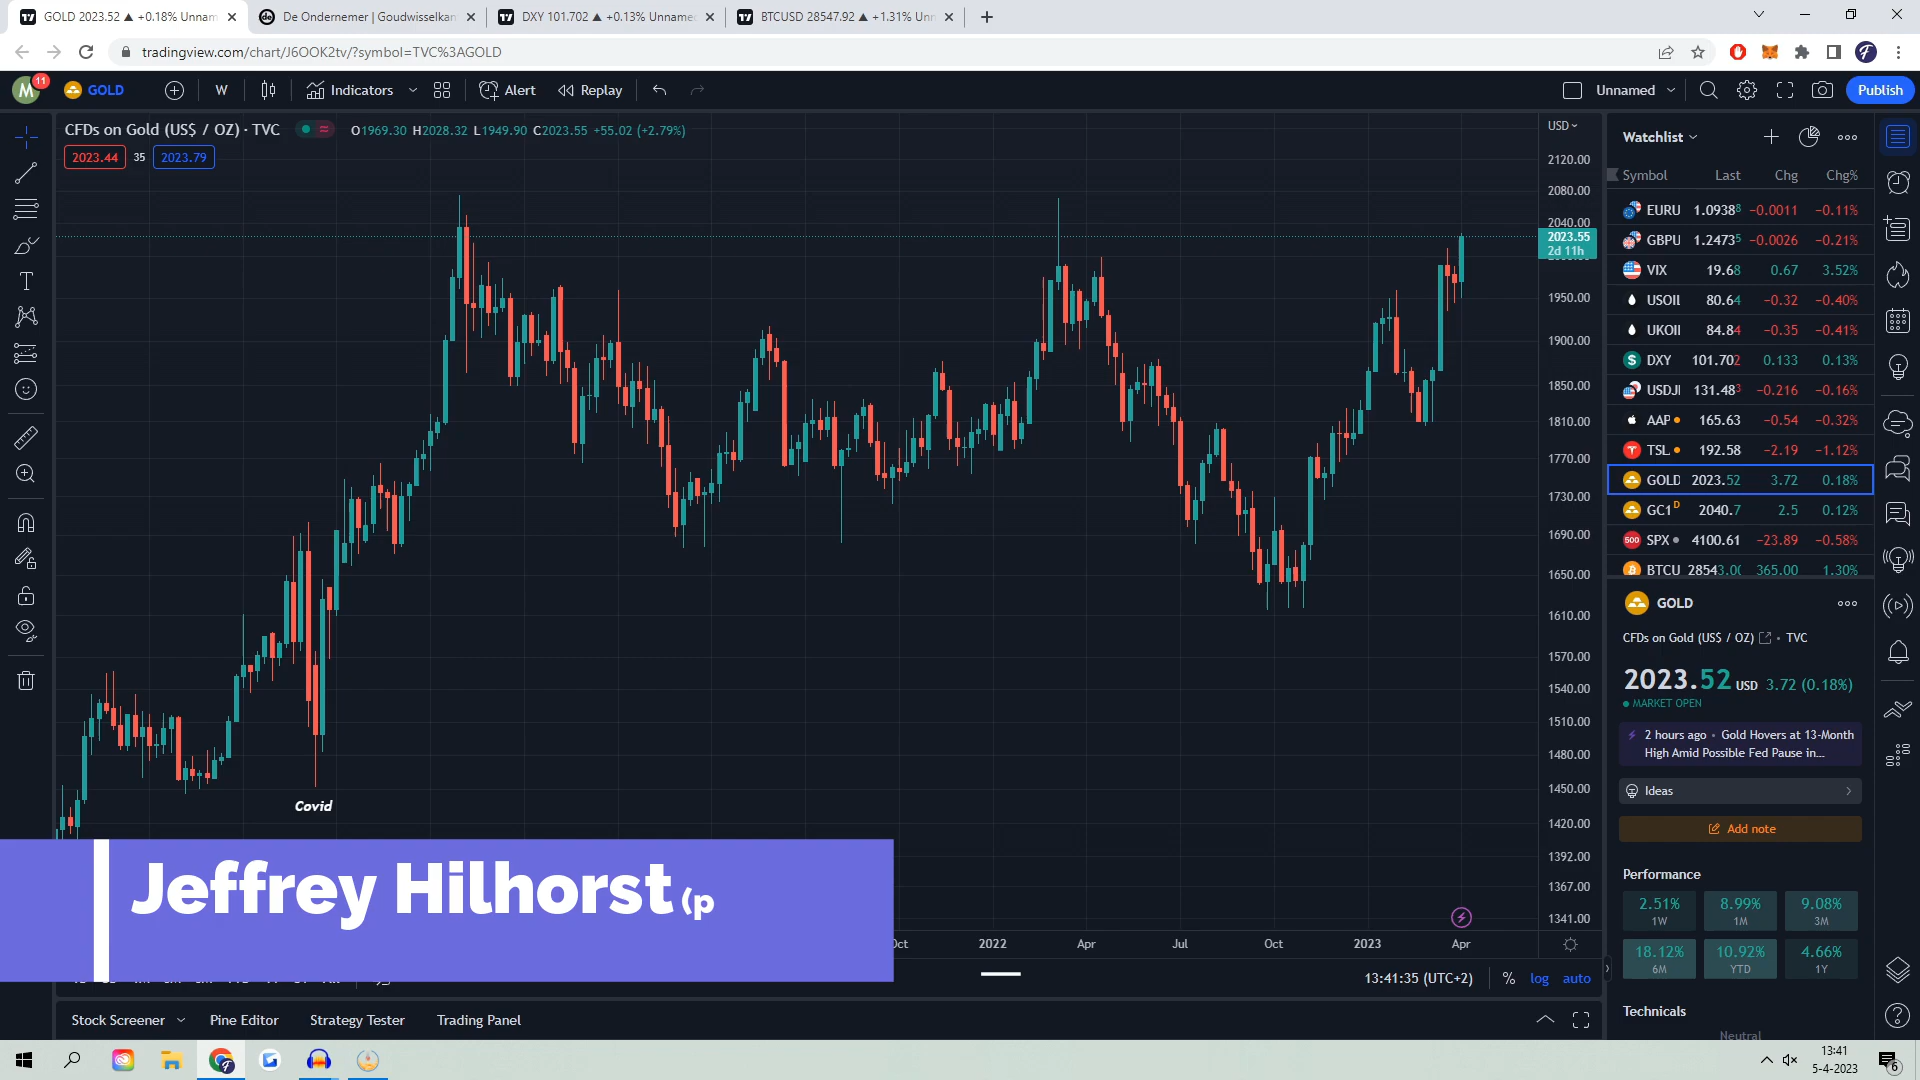 GOLD 2023.52 ▲ +0.18% Unnam
De Ondernemer | Goudwisselkan
DXY 101.702 ▲ +0.13% Unname
BTCUSD 28547.92 ▲ +1.31% Unn
tradingview.com/chart/J6OOK2tv/?symbol=TVC%3AGOLD
M 11 GOLD W Indicators Alert Replay Unnamed Publish
CFDs on Gold (US$ / OZ) · TVC O1969.30 H2028.32 L1949.90 C2023.55 +55.02 (+2.79%)
2023.44 35 2023.79
USD
2120.00
2080.00
2040.00
2023.55
2d 11h
1950.00
1900.00
1850.00
1810.00
1770.00
1730.00
1690.00
1650.00
1610.00
1570.00
1540.00
1510.00
1480.00
1450.00
1420.00
1392.00
1367.00
1341.00
Covid
Jeffrey Hilhorst (p
Oct 2022 Apr Jul Oct 2023 Apr
13:41:35 (UTC+2) % log auto
Stock Screener Pine Editor Strategy Tester Trading Panel
Watchlist
Symbol Last Chg Chg%
EURU 1.09388 −0.0011 −0.11%
GBPU 1.24735 −0.0026 −0.21%
VIX 19.68 0.67 3.52%
USOII 80.64 −0.32 −0.40%
UKOII 84.84 −0.35 −0.41%
DXY 101.702 0.133 0.13%
USDJI 131.483 −0.216 −0.16%
AAP 165.63 −0.54 −0.32%
TSL 192.58 −2.19 −1.12%
GOLD 2023.52 3.72 0.18%
GC1 D 2040.7 2.5 0.12%
500 SPX 4100.61 −23.89 −0.58%
BTCU 28543.00 365.00 1.30%
GOLD
CFDs on Gold (US$ / OZ) • TVC
2023.52 USD 3.72 (0.18%)
MARKET OPEN
2 hours ago • Gold Hovers at 13-Month
High Amid Possible Fed Pause in...
Ideas
Add note
Performance
2.51% 8.99% 9.08%
1W 1M 3M
18.12% 10.92% 4.66%
6M YTD 1Y
Technicals
Neutral
13:41
5-4-2023
6